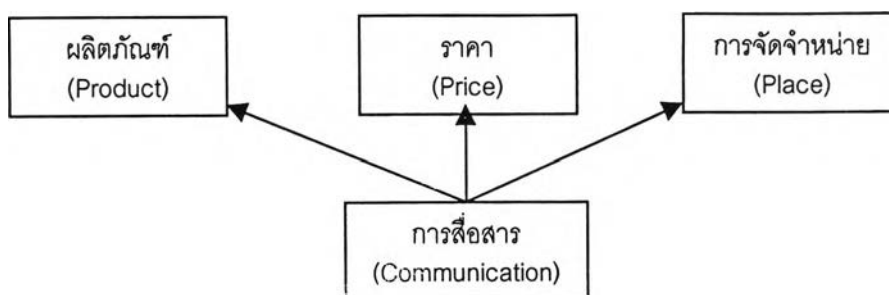 ผลิตภัณฑ์
(Product)
ราคา
(Price)
การจัดจำหน่าย
(Place)
การสื่อสาร
(Communication)